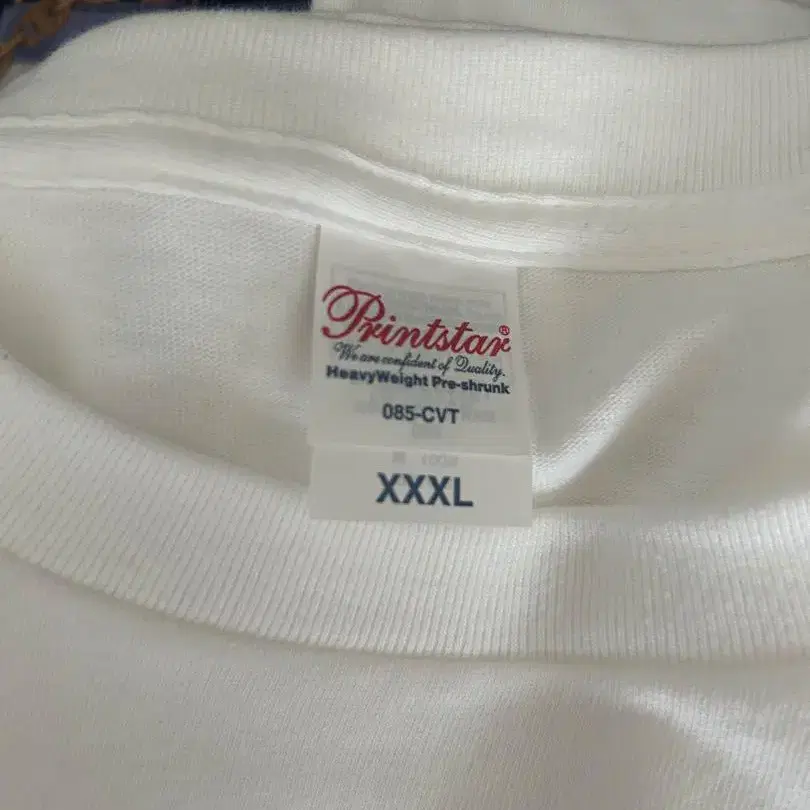 Printstar®
We are confident of Quality.
HeavyWeight Pre-shrunk
085-CVT
XXXL